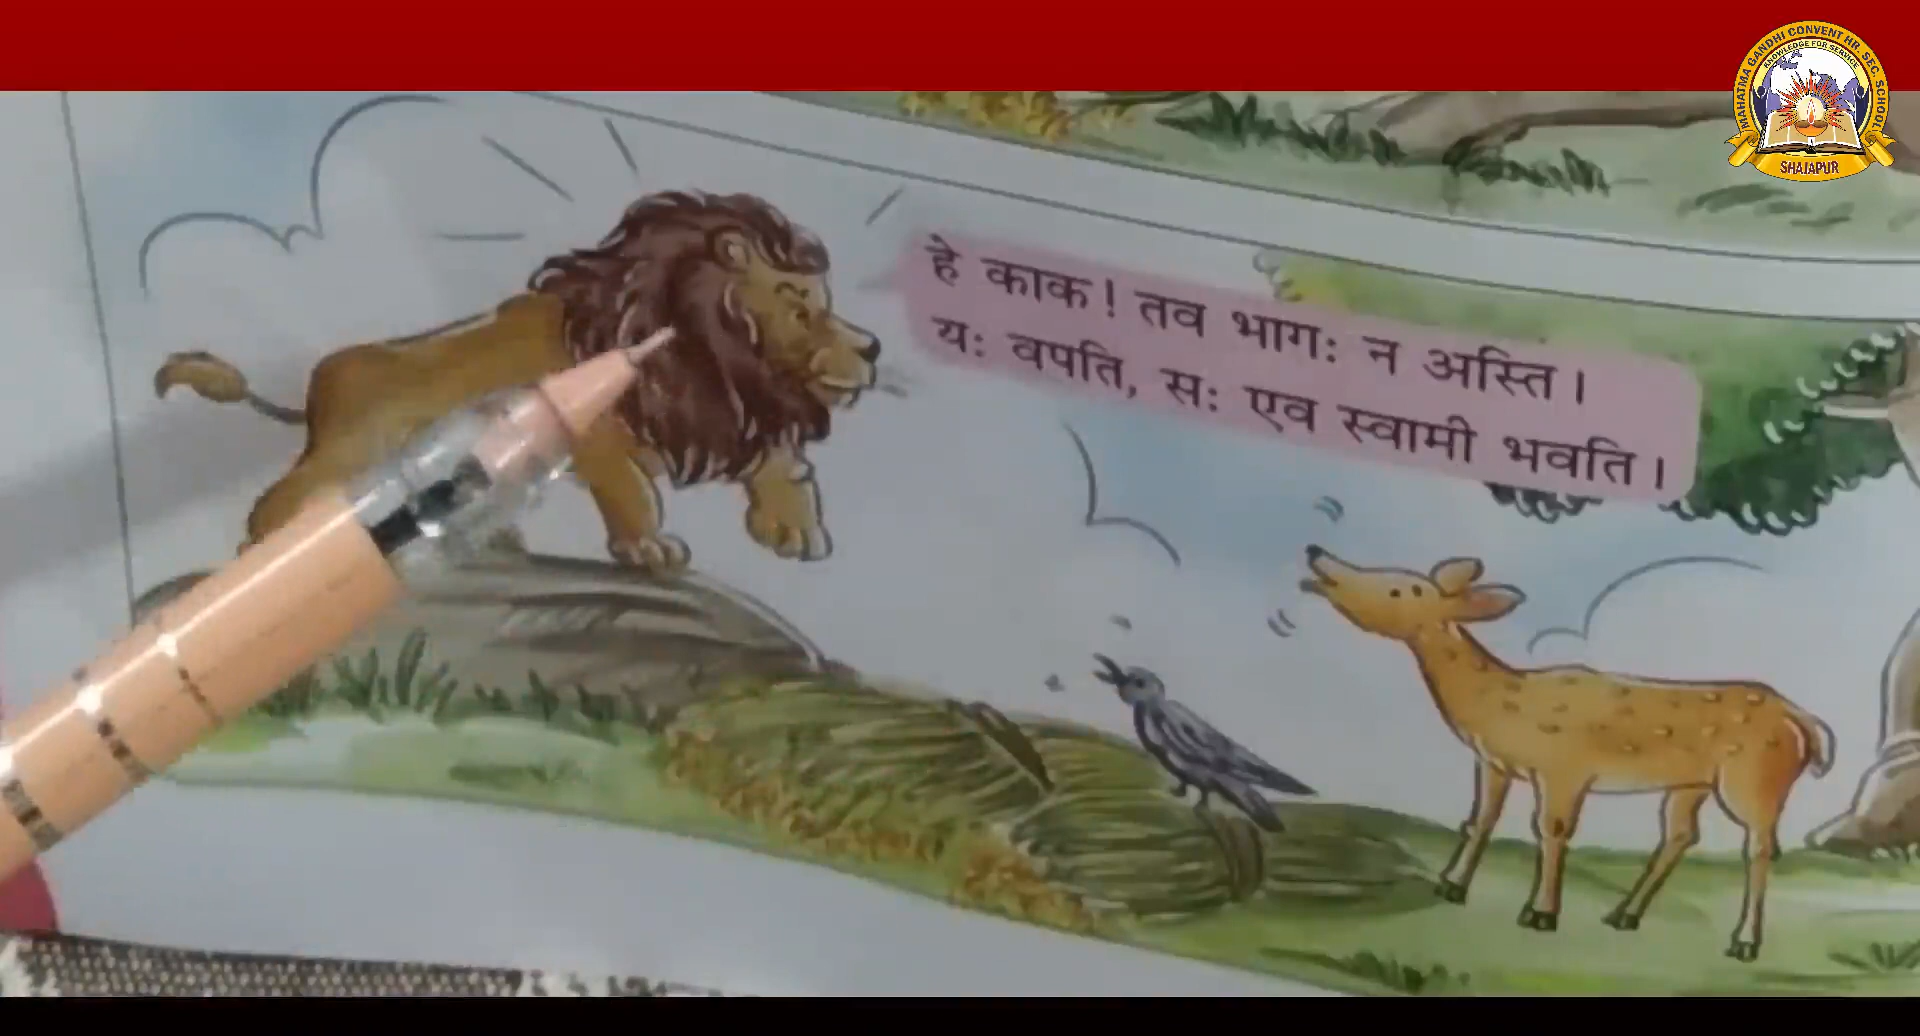 हे काक! तव भागः न अस्ति।
यः वपति, सः एव स्वामी भवति।
MAHATMA GANDHI CONVENT HR. SEC. SCHOOL
KNOWLEDGE FOR SERVICE
SHAJAPUR